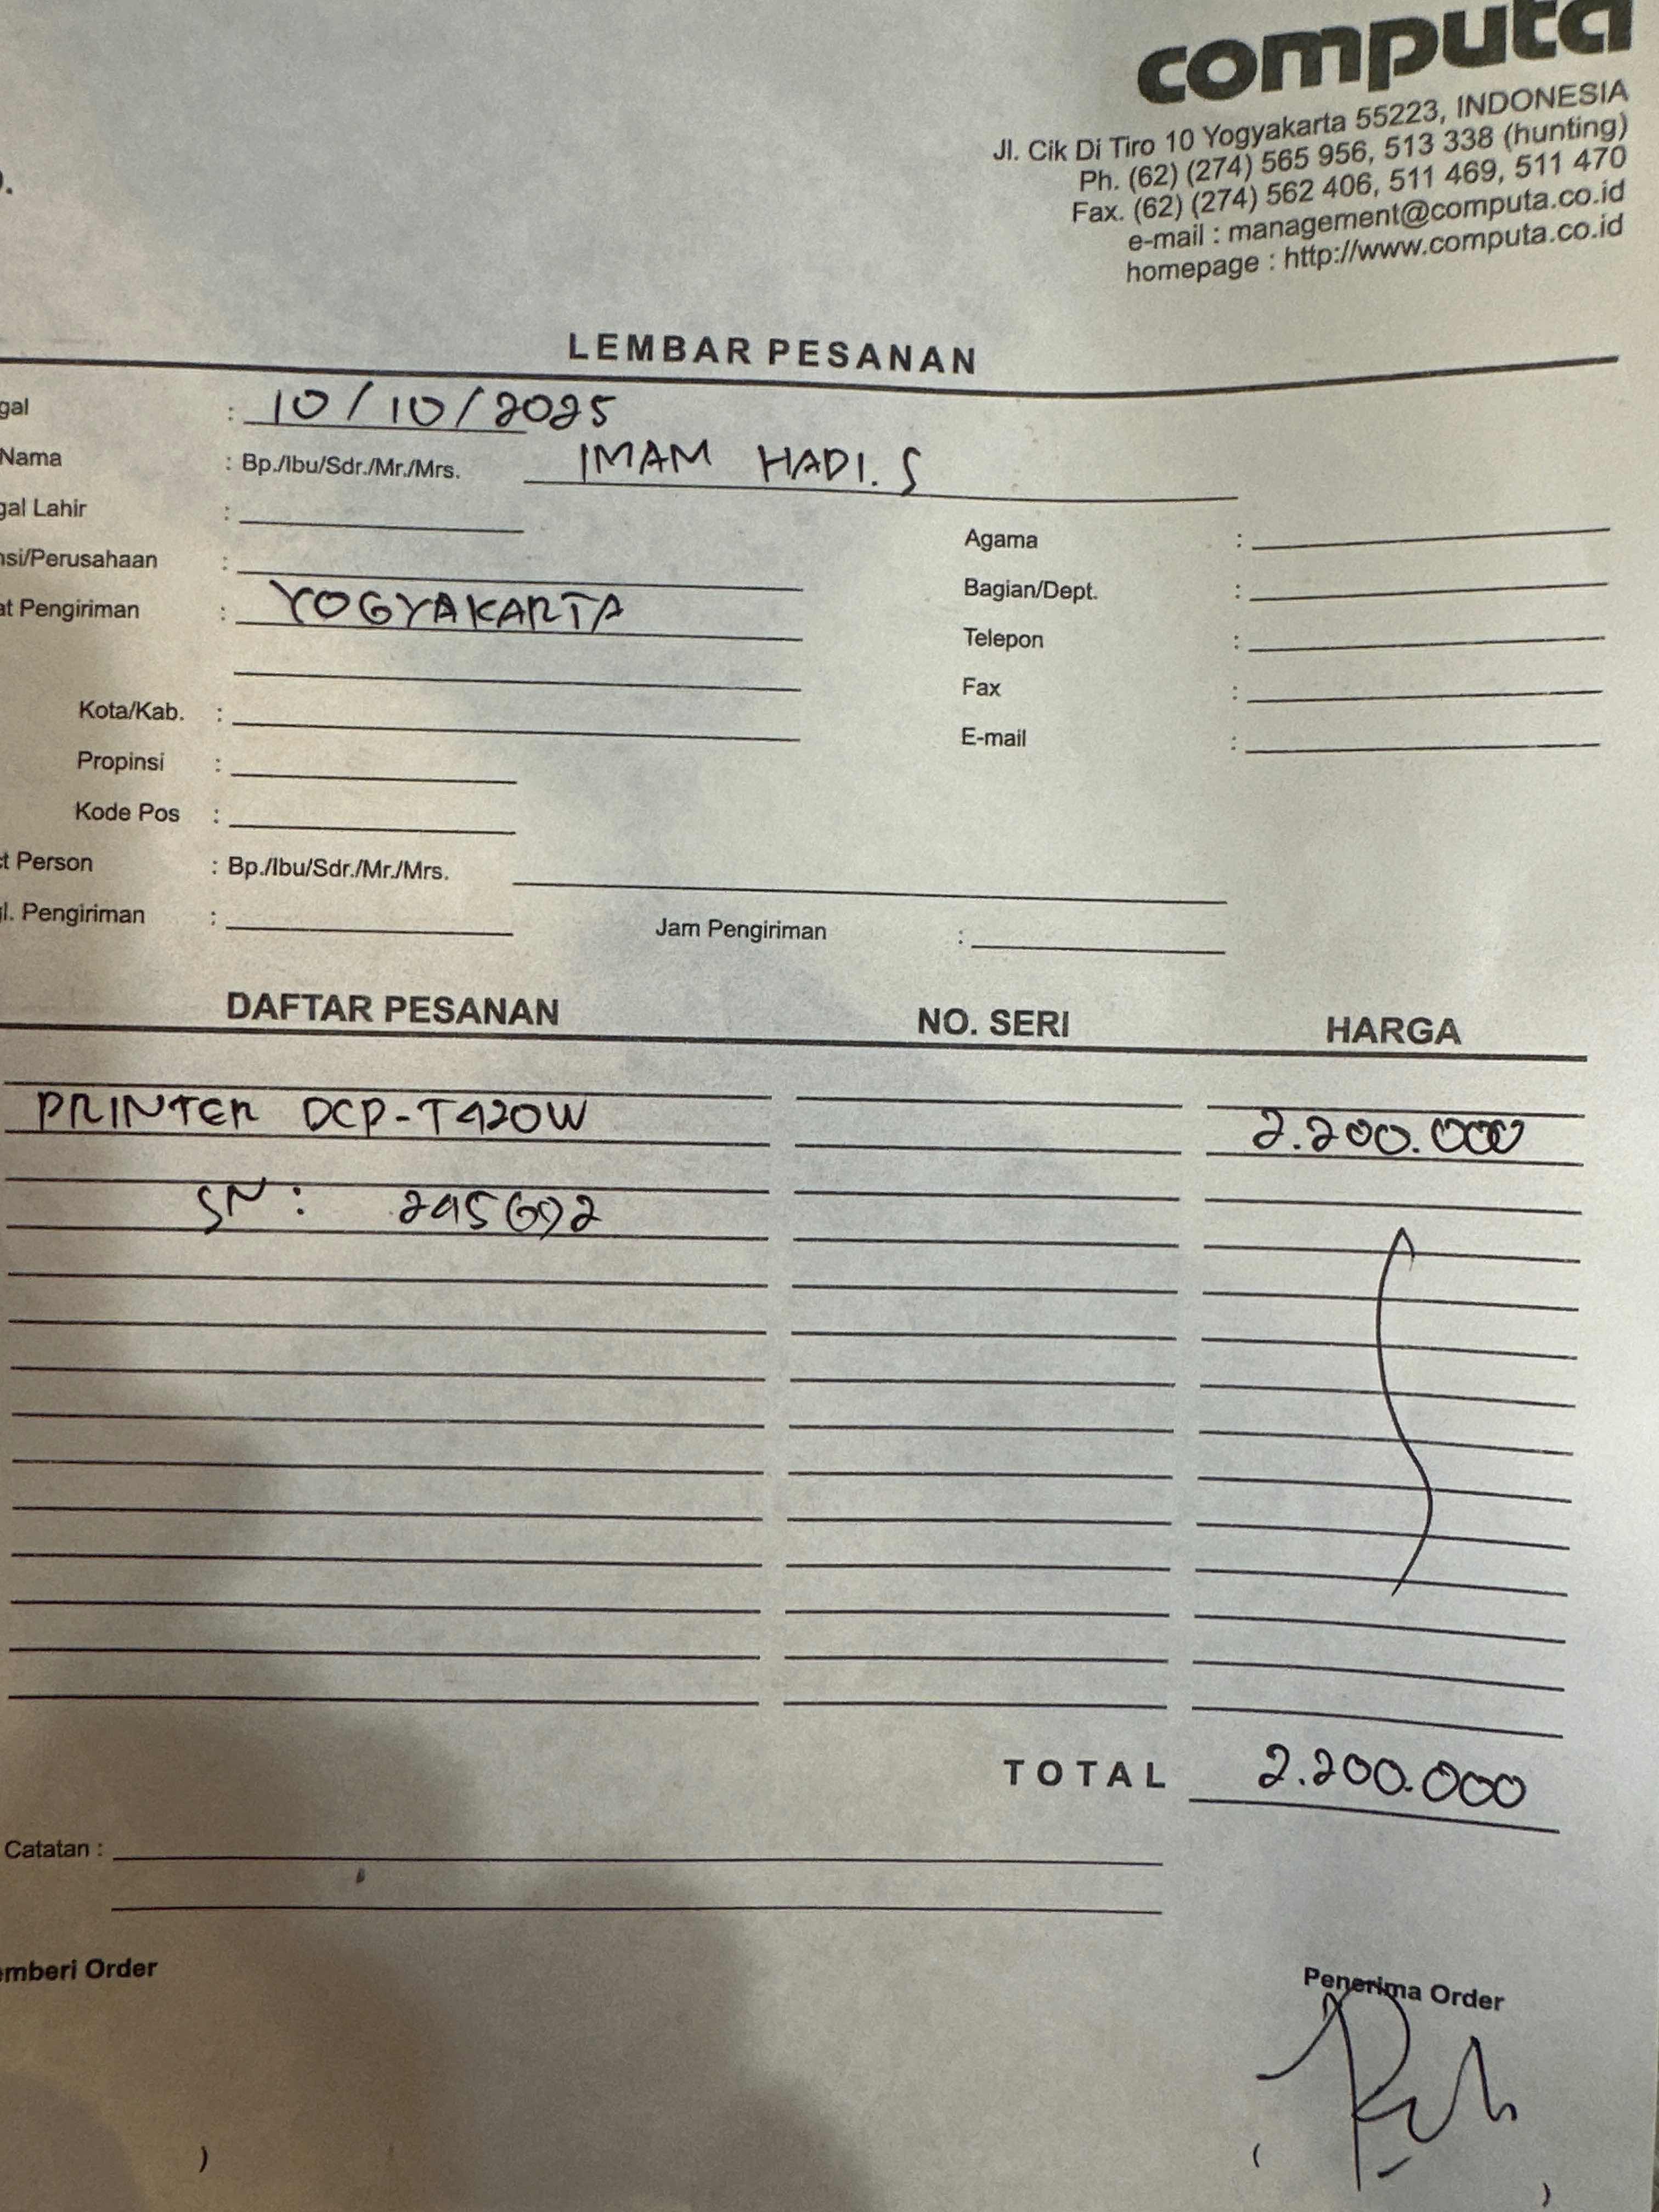 computa
Jl. Cik Di Tiro 10 Yogyakarta 55223, INDONESIA
Ph. (62) (274) 565 956, 513 338 (hunting)
Fax. (62) (274) 562 406, 511 469, 511 470
e-mail : management@computa.co.id
homepage : http://www.computa.co.id
LEMBAR PESANAN
gal : 10/10/2025
Nama : Bp./Ibu/Sdr./Mr./Mrs. IMAM HADI. S
gal Lahir :
Agama :
nsi/Perusahaan :
Bagian/Dept. :
at Pengiriman : YOGYAKARTA
Telepon :
Fax :
Kota/Kab. :
E-mail :
Propinsi :
Kode Pos :
ct Person : Bp./Ibu/Sdr./Mr./Mrs.
gl. Pengiriman : Jam Pengiriman :
DAFTAR PESANAN NO. SERI HARGA
PRINTER DCP-T420W 2.200.000
SN : 245692
TOTAL 2.200.000
Catatan :
emberi Order
Penerima Order
) ( )